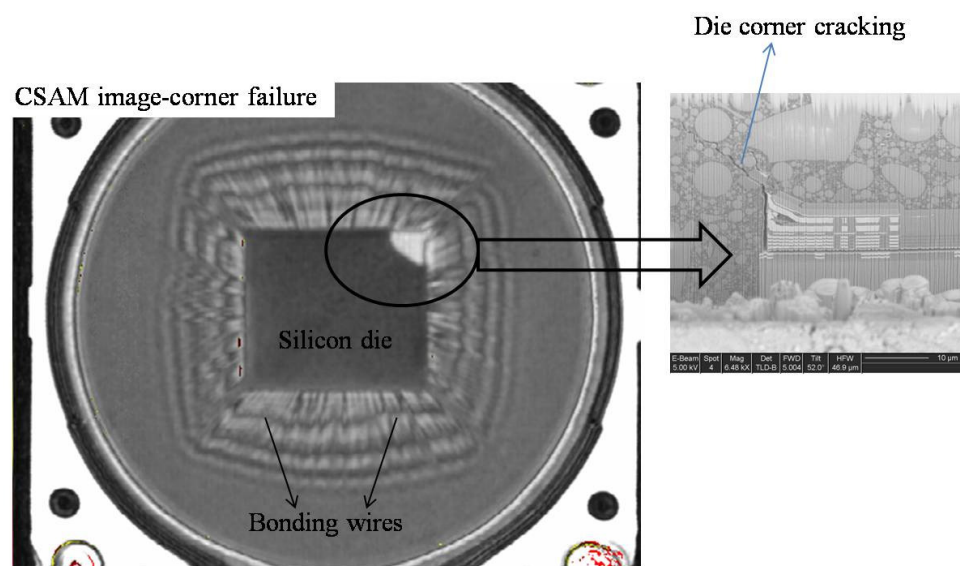 Die corner cracking
CSAM image-corner failure
Silicon die
Bonding wires
E-Beam Spot Mag Det FWD Tilt HFW 10 µm
5.00 kV 4 6.48 kX TLD-B 5.004 52.0° 46.9 µm